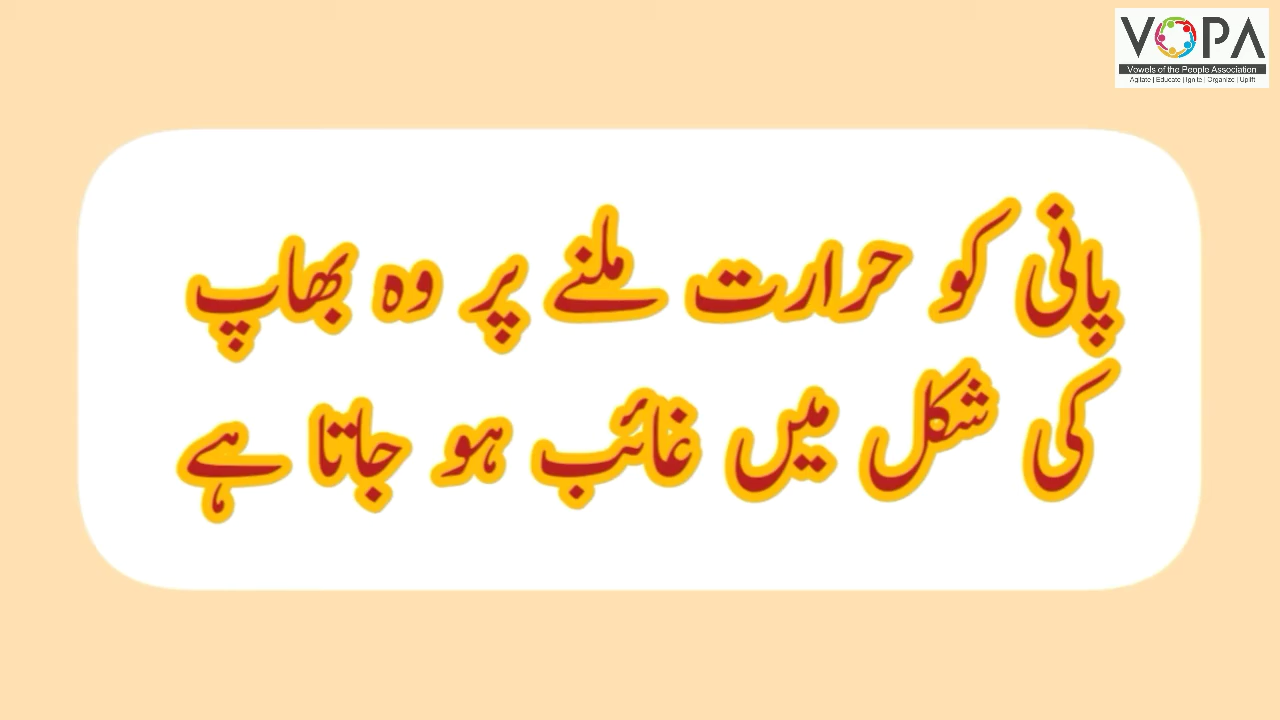 VOPA
Vowels of the People Association
Agitate | Educate | Ignite | Organize | Uplift
پانی کو حرارت ملنے پر وہ بھاپ
کی شکل میں غائب ہو جاتا ہے